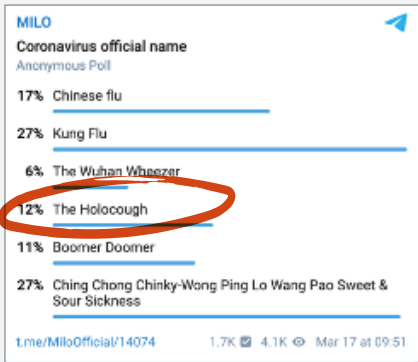 MILO
Coronavirus official name
Anonymous Poll
17% Chinese flu
27% Kung Flu
6% The Wuhan Wheezer
12% The Holocough
11% Boomer Doomer
27% Ching Chong Chinky-Wong Ping Lo Wang Pao Sweet &
Sour Sickness
t.me/MiloOfficial/14074 1.7K 4.1K Mar 17 at 09:51